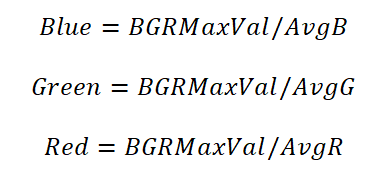 Blue = BGRMaxVal/AvgB
Green = BGRMaxVal/AvgG
Red = BGRMaxVal/AvgR